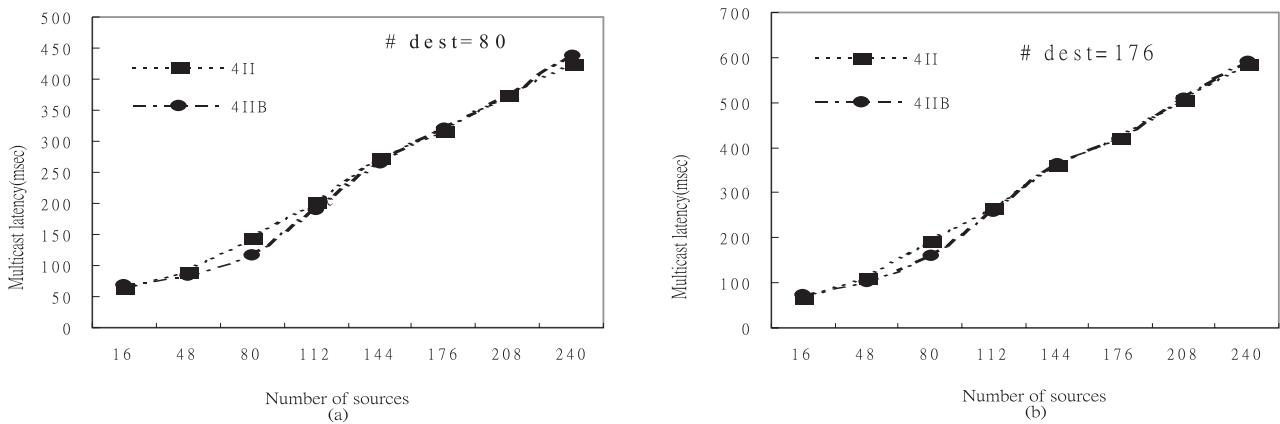 500
450
400
350
300
250
200
150
100
50
0
# dest=80
4II
4IIB
Multicast latency(msec)
16 48 80 112 144 176 208 240
Number of sources
(a)
700
600
500
400
300
200
100
0
# dest=176
4II
4IIB
Multicast latency(msec)
16 48 80 112 144 176 208 240
Number of sources
(b)